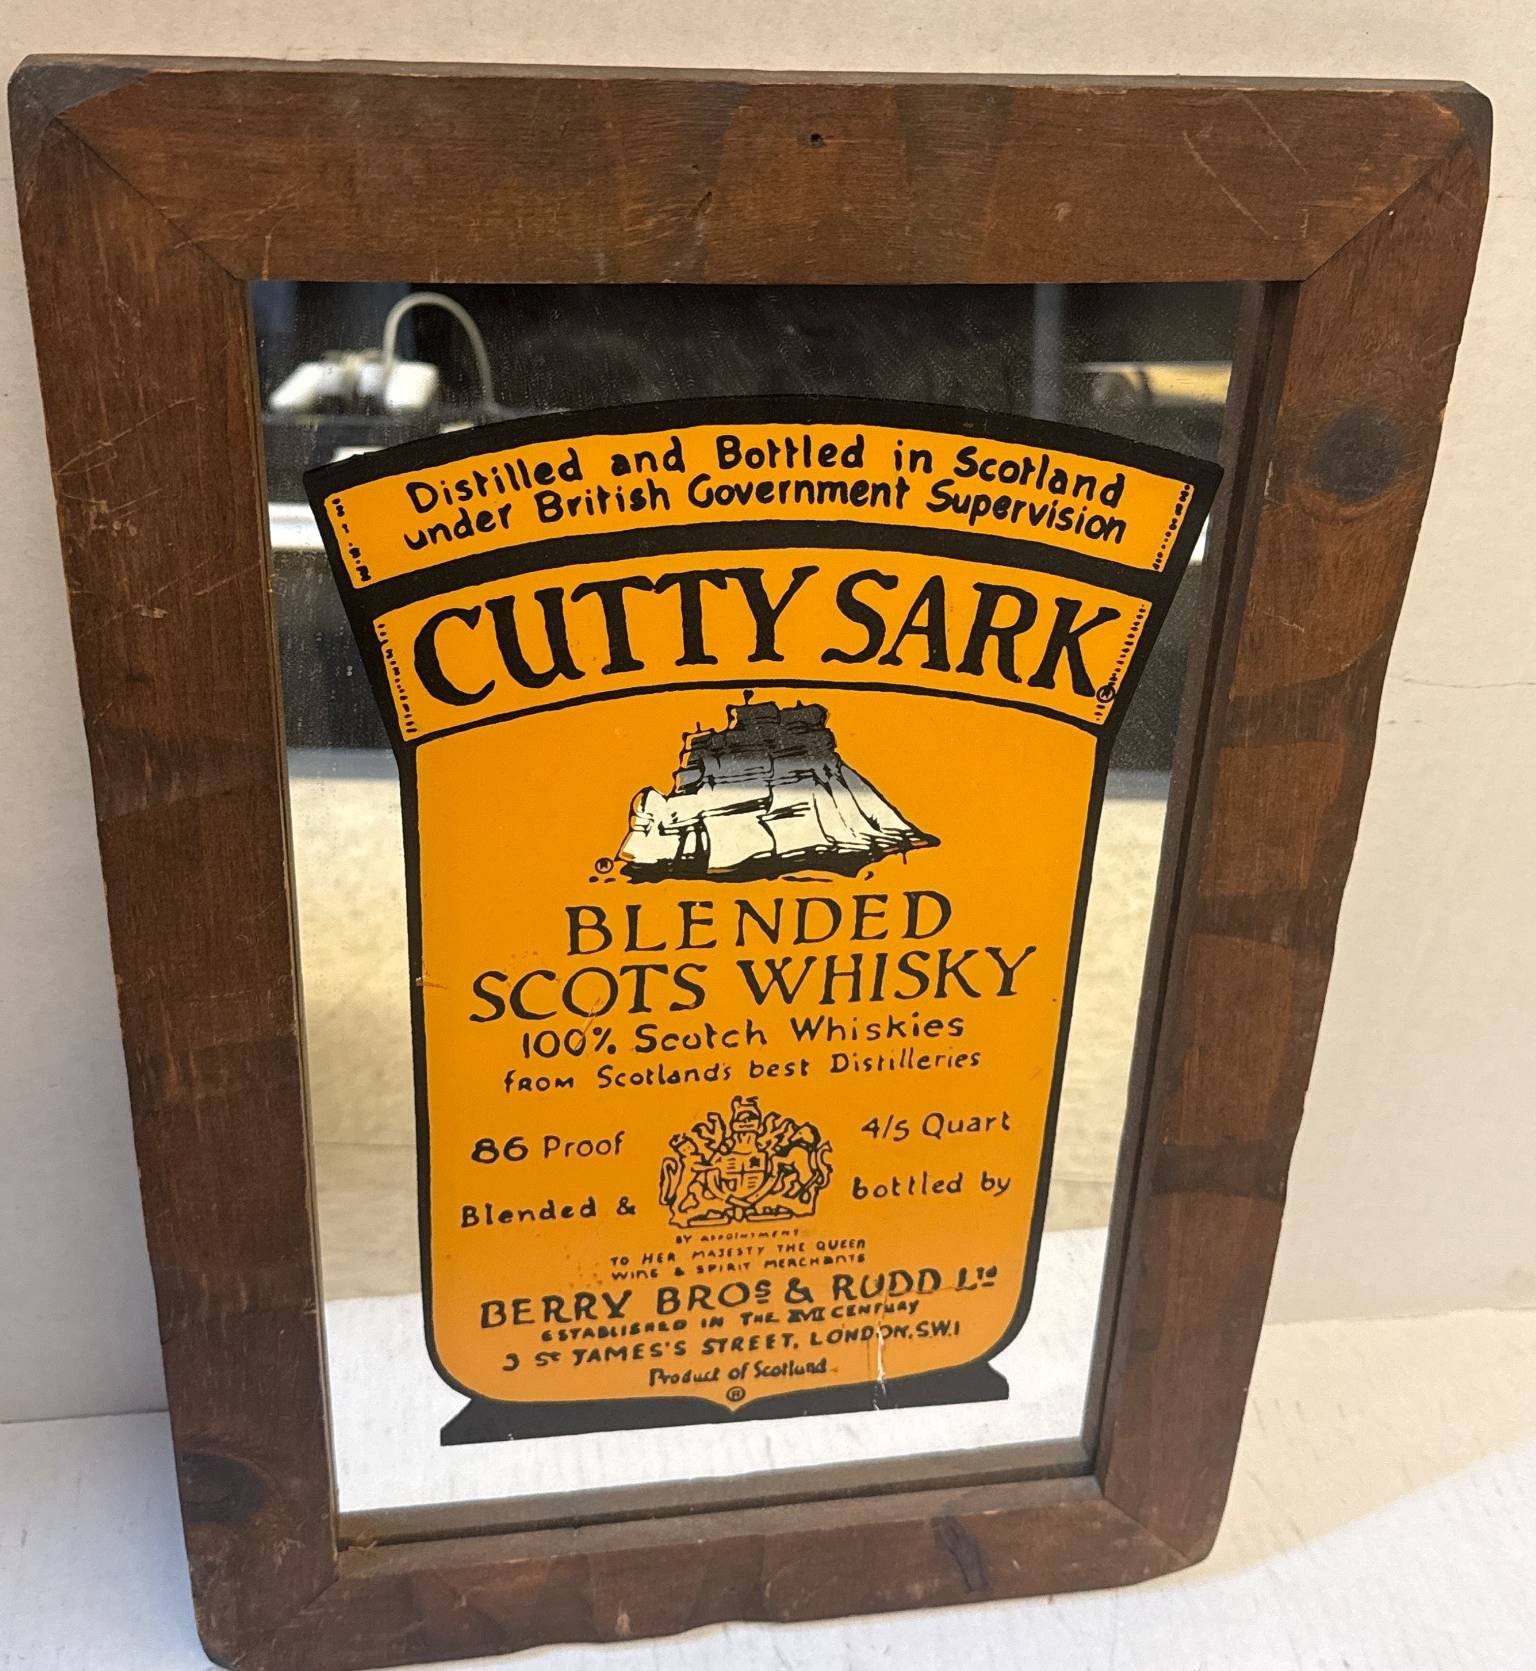 Distilled and Bottled in Scotland
under British Government Supervision
CUTTY SARK ®
®
BLENDED
SCOTS WHISKY
100% Scotch Whiskies
FROM Scotland's best Distilleries
86 Proof 4/5 Quart
Blended & bottled by
BY APPOINTMENT
TO HER MAJESTY THE QUEEN
WINE & SPIRIT MERCHANTS
BERRY BROS & RUDD LTD
ESTABLISHED IN THE XVII CENTURY
3 ST JAMES'S STREET, LONDON, S.W.1
Product of Scotland
®